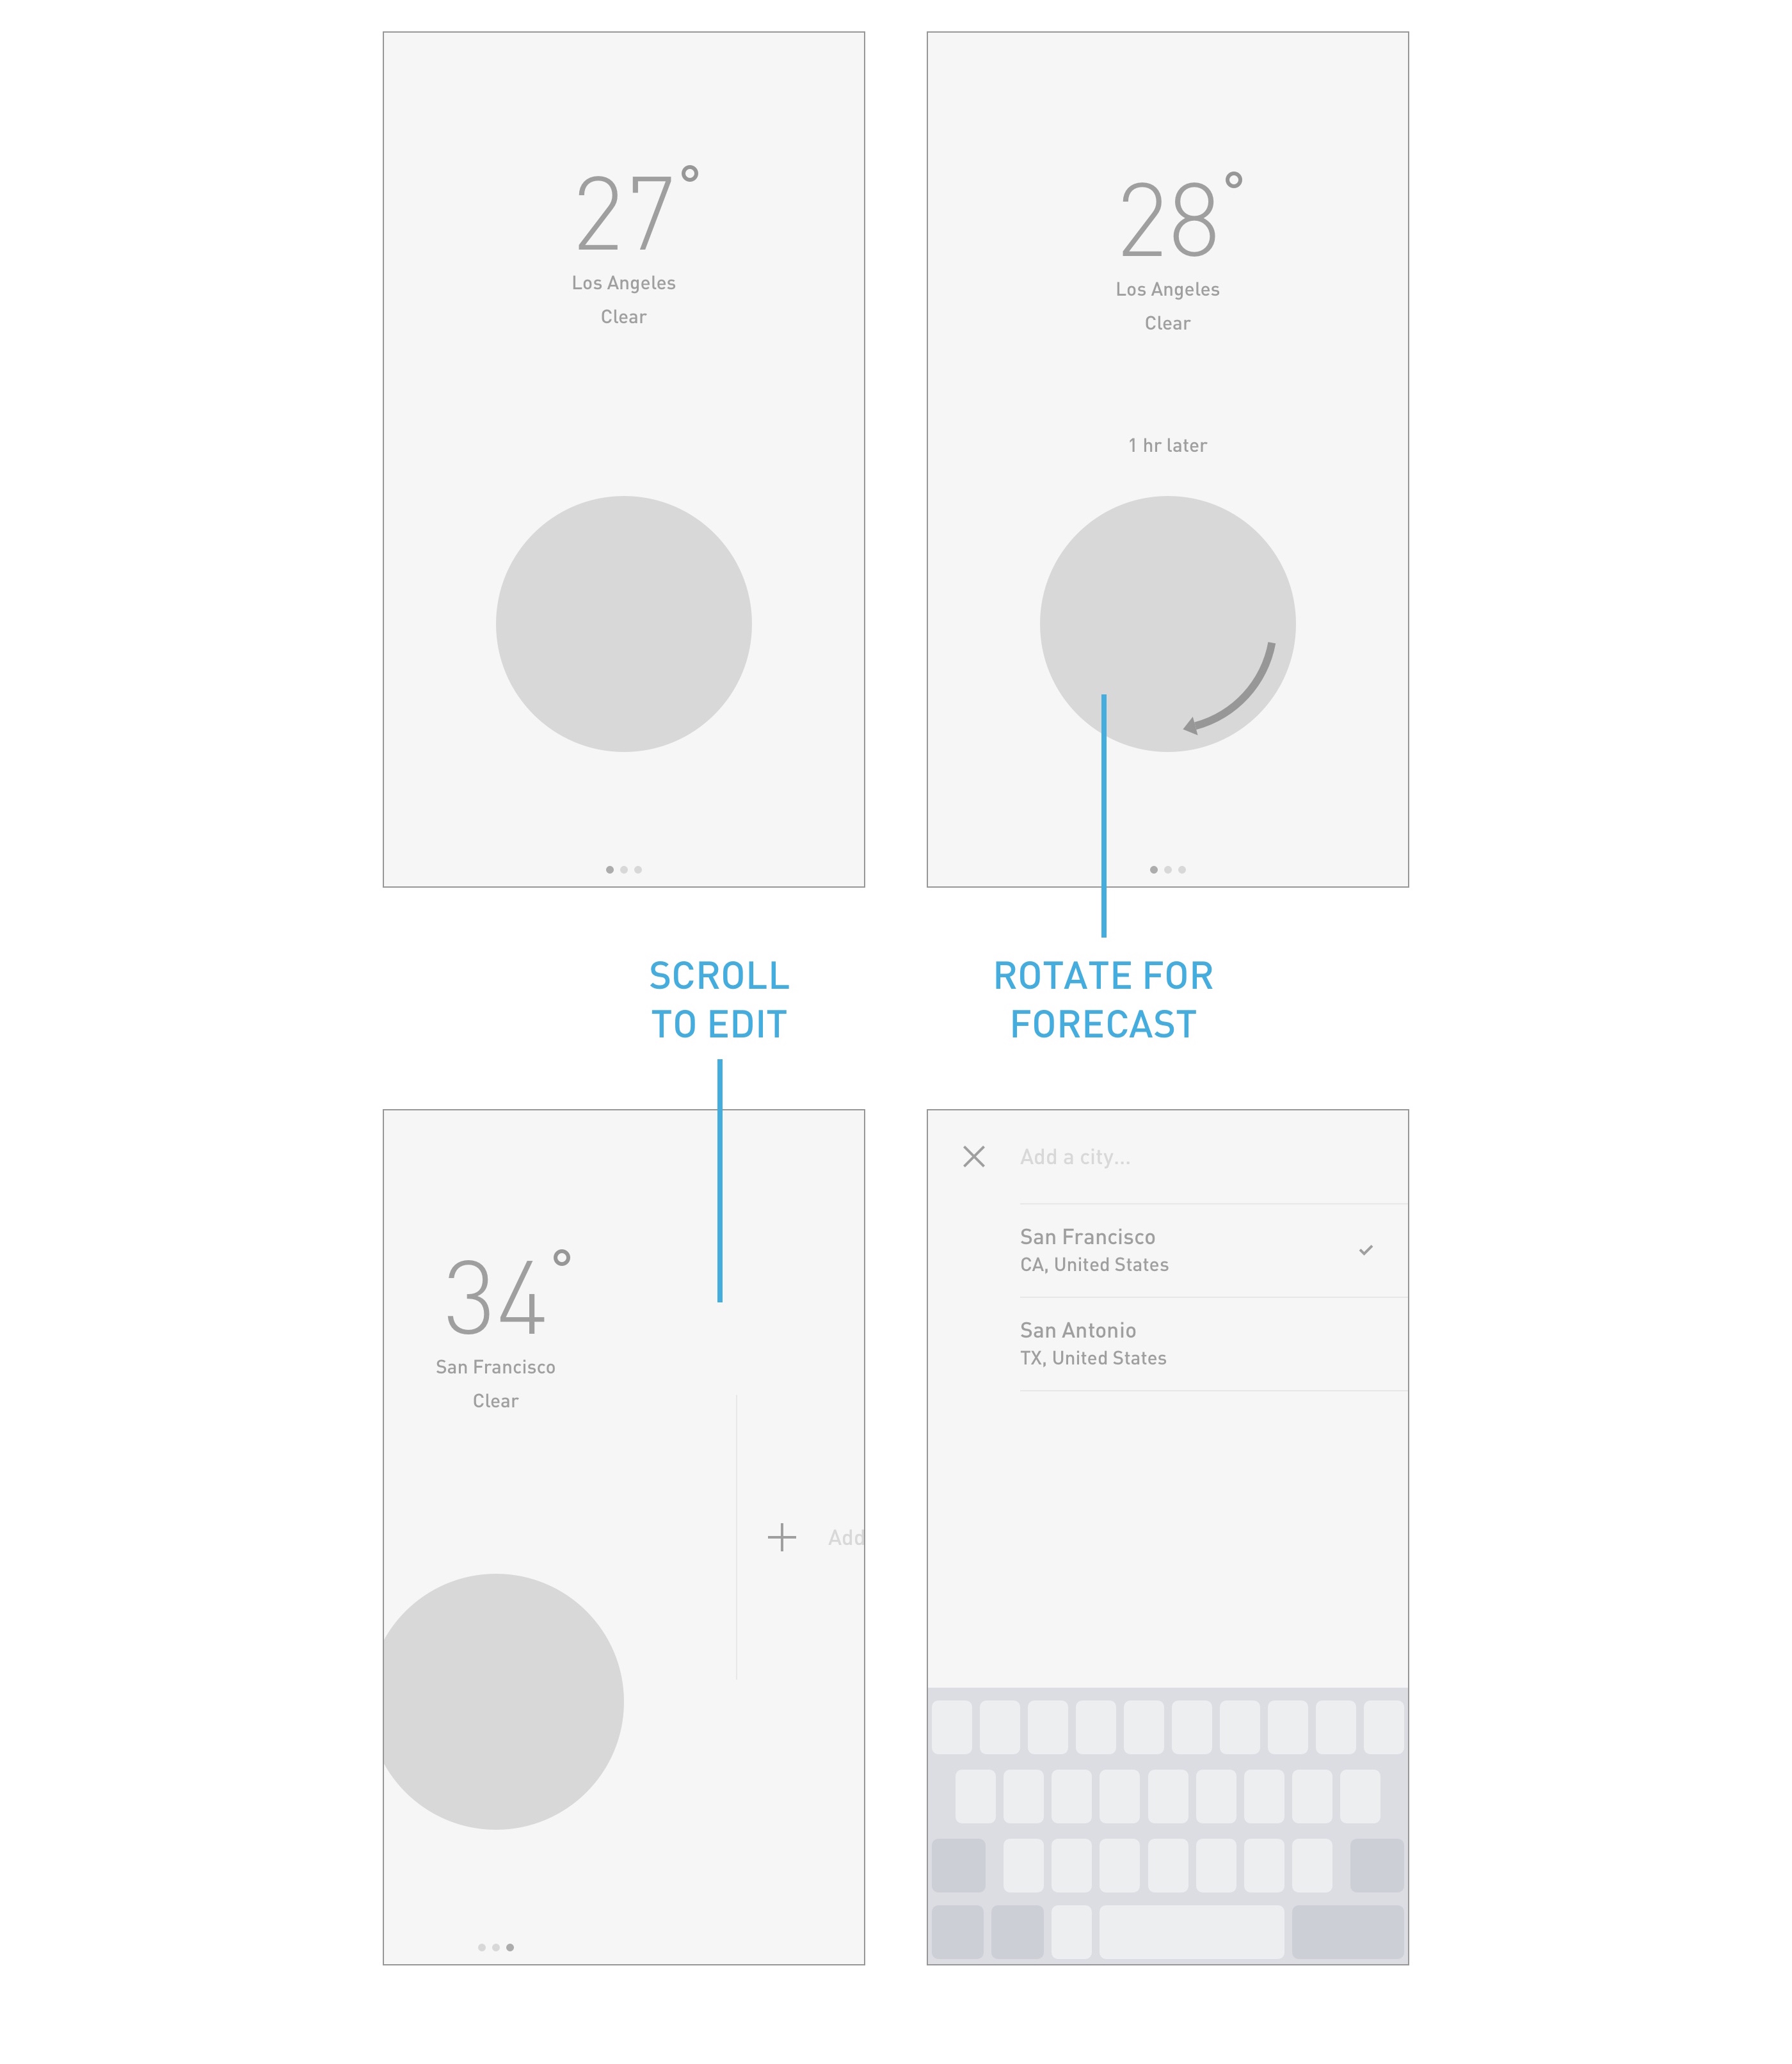 27°
Los Angeles
Clear
28°
Los Angeles
Clear
1 hr later
SCROLL
TO EDIT
ROTATE FOR
FORECAST
34°
San Francisco
Clear
Add
Add a city...
San Francisco
CA, United States
San Antonio
TX, United States